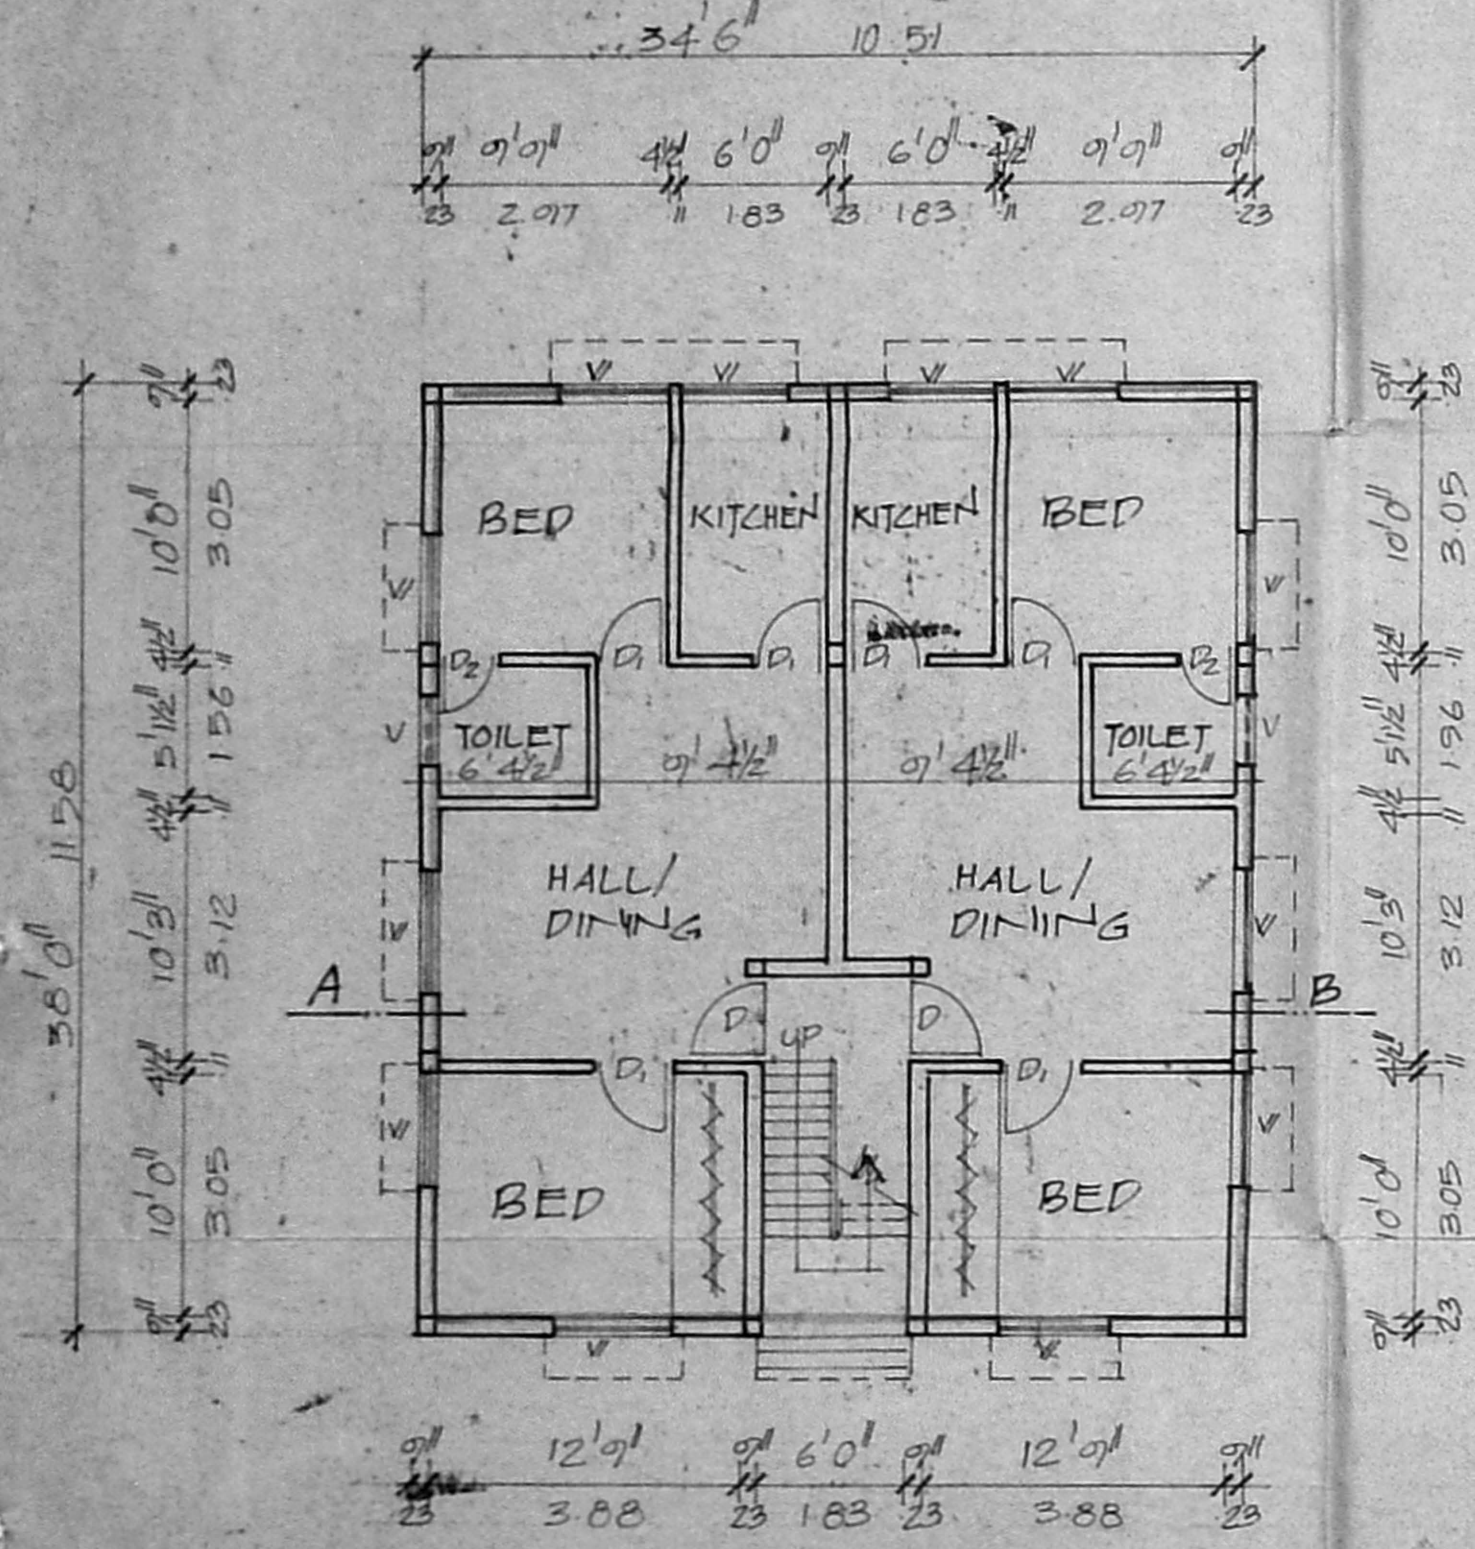 34'6" 10.51
9" 9'9" 4½" 6'0" 9" 6'0" 4½" 9'9" 9"
23 2.97 11 1.83 23 1.83 11 2.97 23
V V V V
9" 23 9" 23
10'0" 3.05 10'0" 3.05
BED KITCHEN KITCHEN BED
V V
4½" 11 4½" 11
D2 D1 D1 D1 D1 D2
5'1½" 1.56 5'1½" 1.56
V TOILET TOILET V
6'4½" 9'4½" 9'4½" 6'4½"
4½" 11 4½ 11
38'0" 11.58
HALL/ HALL/
DINING DINING
10'3" 3.12 10'3" 3.12
V V
A B
D D
UP
4½" 11 4½" 11
D1 D1
V V
10'0" 3.05 10'0" 3.05
BED BED
9" 23 9" 23
V V
9" 12'9" 9" 6'0" 9" 12'9" 9"
23 3.88 23 1.83 23 3.88 23